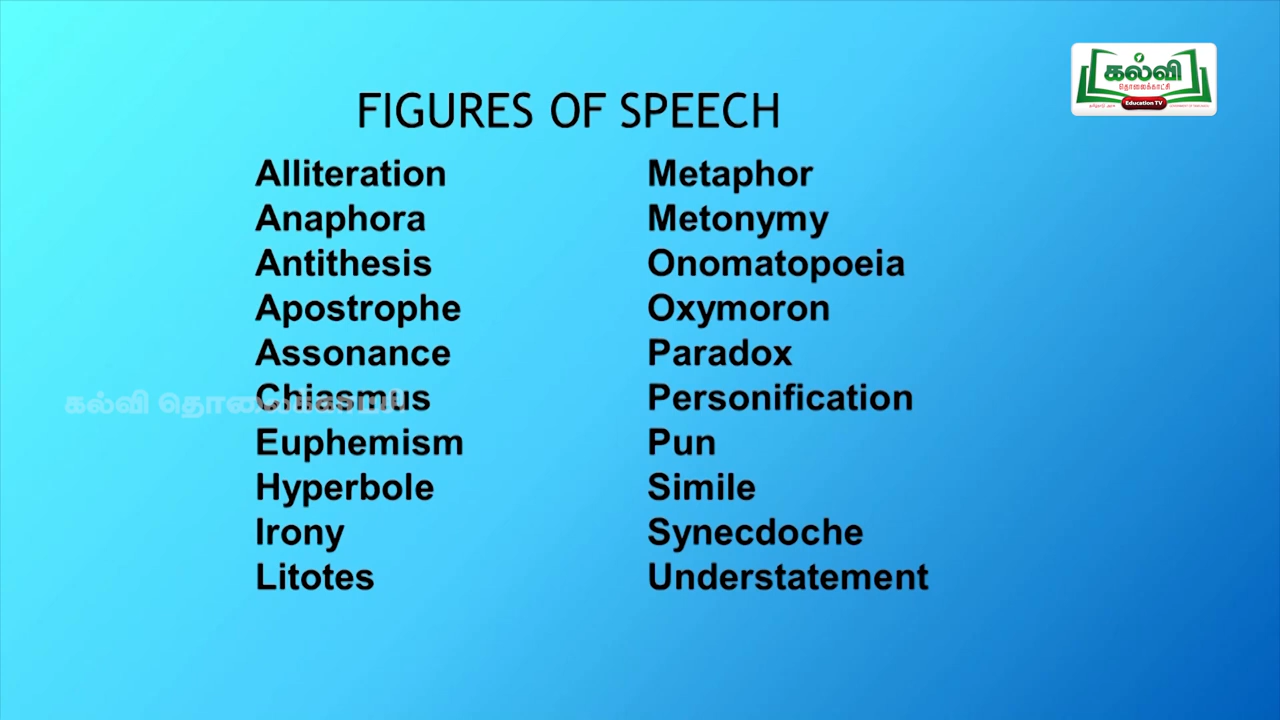 கல்வி
தொலைக்காட்சி
Education TV
FIGURES OF SPEECH
Alliteration
Anaphora
Antithesis
Apostrophe
Assonance
Chiasmus
Euphemism
Hyperbole
Irony
Litotes
Metaphor
Metonymy
Onomatopoeia
Oxymoron
Paradox
Personification
Pun
Simile
Synecdoche
Understatement
கல்வி தொலைக்காட்சி